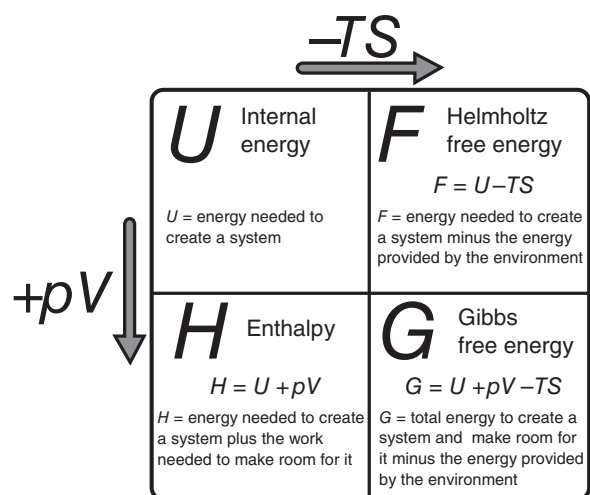 –TS
U Internal
energy
U = energy needed to
create a system
F Helmholtz
free energy
F = U–TS
F = energy needed to create
a system minus the energy
provided by the environment
+pV
H Enthalpy
H = U +pV
H = energy needed to create
a system plus the work
needed to make room for it
G Gibbs
free energy
G = U +pV –TS
G = total energy to create a
system and make room for
it minus the energy provided
by the environment